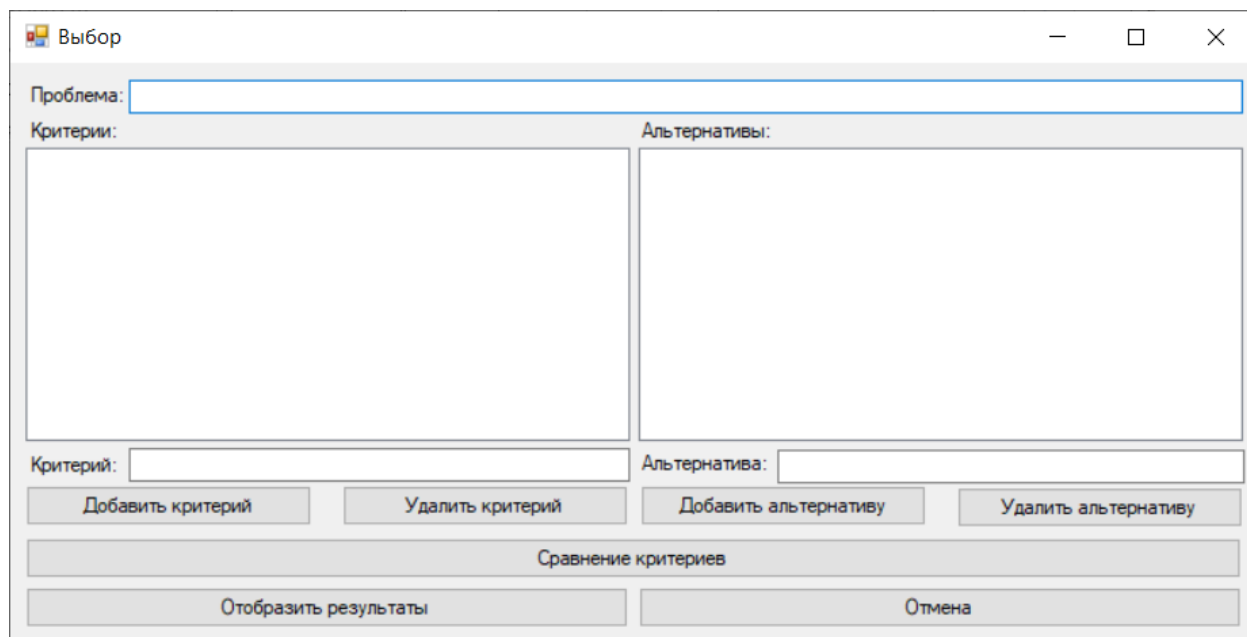 Выбор
Проблема:
Критерии:
Альтернативы:
Критерий:
Альтернатива:
Добавить критерий
Удалить критерий
Добавить альтернативу
Удалить альтернативу
Сравнение критериев
Отобразить результаты
Отмена